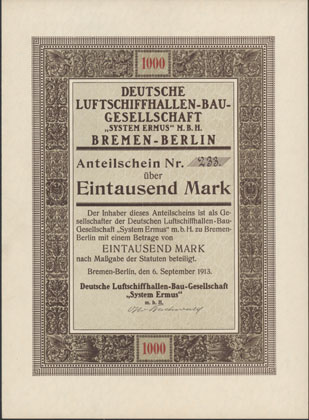 1000
DEUTSCHE
LUFTSCHIFFHALLEN-BAU-
GESELLSCHAFT
„SYSTEM ERMUS” M.B.H.
BREMEN-BERLIN
Anteilschein Nr. 233.
über
Eintausend Mark
Der Inhaber dieses Anteilscheins ist als Ge-
sellschafter der Deutschen Luftschiffhallen-Bau-
Gesellschaft „System Ermus” m. b. H. zu Bremen-
Berlin mit einem Betrage von
EINTAUSEND MARK
nach Maßgabe der Statuten beteiligt.
Bremen-Berlin, den 6. September 1913.
Deutsche Luftschiffhallen-Bau-Gesellschaft
„System Ermus”
m. b. H.
1000